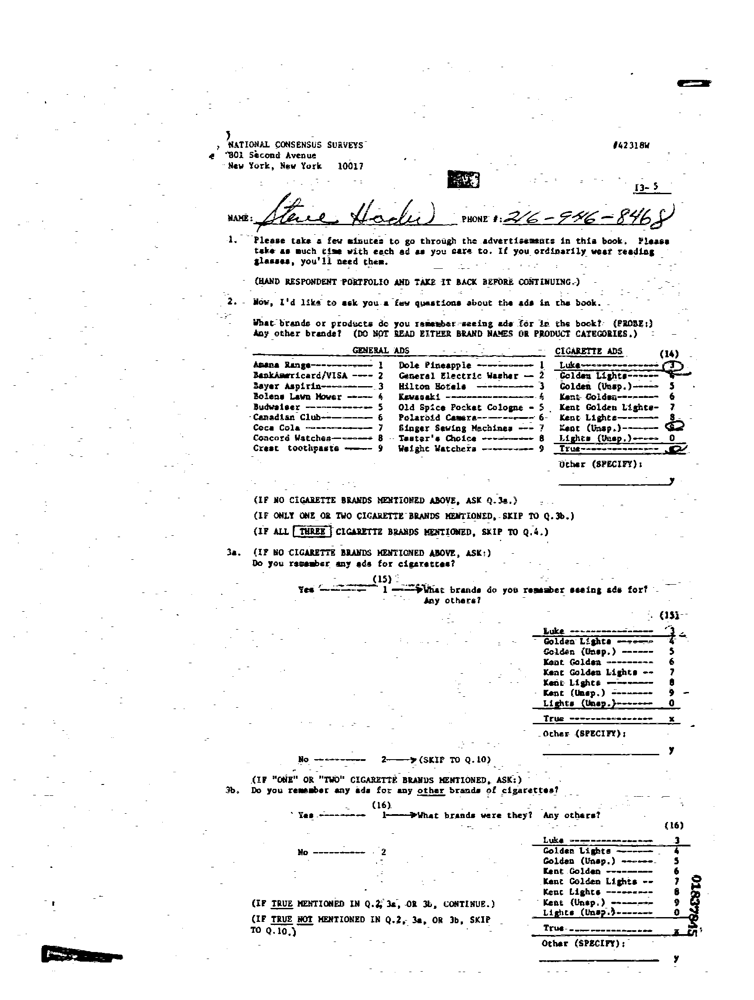 NATIONAL CONSENSUS SURVEYS #42318W
801 Second Avenue
New York, New York 10017
13- 5
NAME: Steve PHONE #: 216-946-8468
1. Please take a few minutes to go through the advertisements in this book. Please
take as much time with each ad as you care to. If you ordinarily wear reading
glasses, you'll need them.
(HAND RESPONDENT PORTFOLIO AND TAKE IT BACK BEFORE CONTINUING.)
2. Now, I'd like to ask you a few questions about the ads in the book.
What brands or products do you remember seeing ads for in the book? (PROBE:)
Any other brands? (DO NOT READ EITHER BRAND NAMES OR PRODUCT CATEGORIES.)
GENERAL ADS CIGARETTE ADS (14)
Amana Range----------- 1 Dole Pineapple ---------- 1 Luke--------------- 3
BankAmericard/VISA ---- 2 General Electric Washer -- 2 Golden Lights------ 4
Bayer Aspirin---------- 3 Hilton Hotels ---------- 3 Golden (Unsp.)----- 5
Bolens Lawn Mower ----- 4 Kawasaki --------------- 4 Kent Golden-------- 6
Budweiser ------------- 5 Old Spice Pocket Cologne - 5 Kent Golden Lights- 7
Canadian Club---------- 6 Polaroid Camera---------- 6 Kent Lights-------- 8
Coca Cola ------------- 7 Singer Sewing Machines --- 7 Kent (Unsp.)------- 9
Concord Watches-------- 8 Taster's Choice --------- 8 Lights (Unsp.)----- 0
Crest toothpaste ------ 9 Weight Watchers --------- 9 True--------------- x
Other (SPECIFY):
y
(IF NO CIGARETTE BRANDS MENTIONED ABOVE, ASK Q.3a.)
(IF ONLY ONE OR TWO CIGARETTE BRANDS MENTIONED, SKIP TO Q.3b.)
(IF ALL THREE CIGARETTE BRANDS MENTIONED, SKIP TO Q.4.)
3a. (IF NO CIGARETTE BRANDS MENTIONED ABOVE, ASK:)
Do you remember any ads for cigarettes?
(15)
Yes --------- 1 What brands do you remember seeing ads for?
Any others?
(15)
Luke --------------- 3
Golden Lights ------ 4
Golden (Unsp.) ----- 5
Kent Golden -------- 6
Kent Golden Lights -- 7
Kent Lights -------- 8
Kent (Unsp.) ------- 9
Lights (Unsp.)------ 0
True --------------- x
Other (SPECIFY):
y
No --------- 2 (SKIP TO Q.10)
(IF "ONE" OR "TWO" CIGARETTE BRANDS MENTIONED, ASK:)
3b. Do you remember any ads for any other brands of cigarettes?
(16)
Yes --------- 1 What brands were they? Any others?
(16)
Luke --------------- 3
No ---------- 2 Golden Lights ------ 4
Golden (Unsp.) ----- 5
Kent Golden -------- 6
Kent Golden Lights -- 7
Kent Lights -------- 8
(IF TRUE MENTIONED IN Q.2, 3a, OR 3b, CONTINUE.) Kent (Unsp.) ------- 9
(IF TRUE NOT MENTIONED IN Q.2, 3a, OR 3b, SKIP Lights (Unsp.)------ 0
TO Q.10.) True --------------- x
Other (SPECIFY):
y
01837845